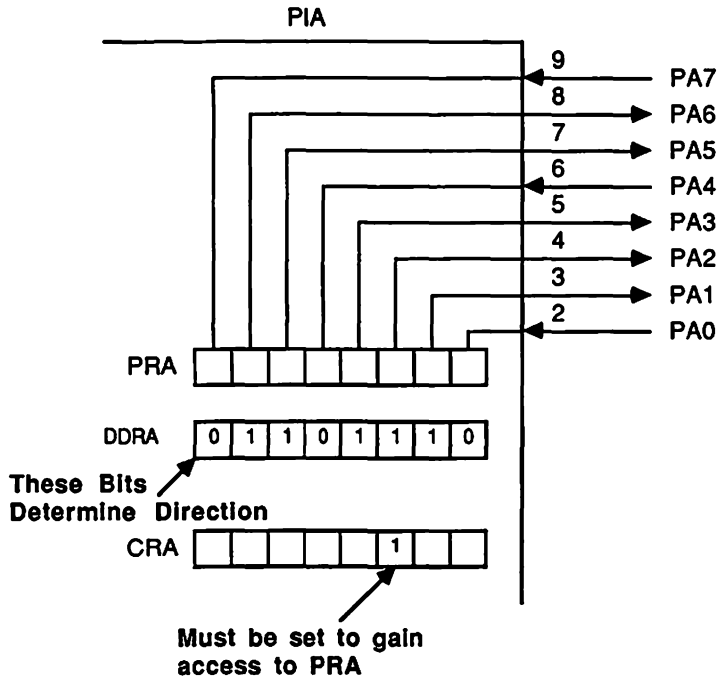 PIA
9
PA7
8
PA6
7
PA5
6
PA4
5
PA3
4
PA2
3
PA1
2
PA0
PRA
DDRA 0 1 1 0 1 1 1 0
These Bits
Determine Direction
CRA 1
Must be set to gain
access to PRA